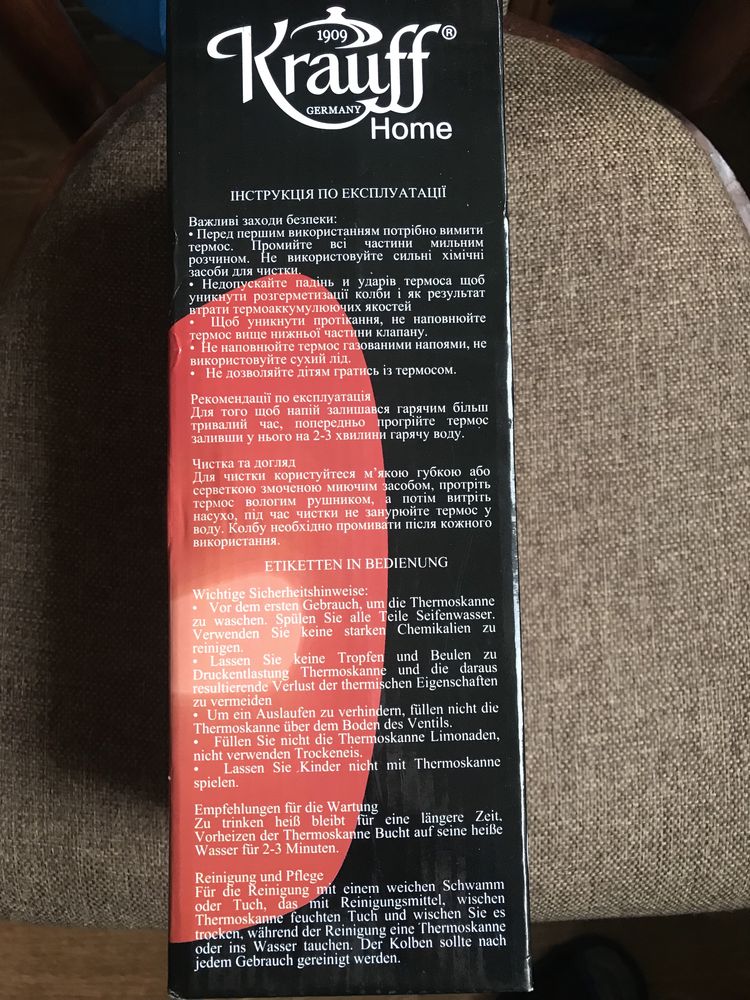 1909
Krauff®
GERMANY
Home
ІНСТРУКЦІЯ ПО ЕКСПЛУАТАЦІЇ
Важливі заходи безпеки:
• Перед першим використанням потрібно вимити
термос. Промийте всі частини мильним
розчином. Не використовуйте сильні хімічні
засоби для чистки.
• Недопускайте падінь и ударів термоса щоб
уникнути розгерметизації колби і як результат
втрати термоаккумулюючих якостей
• Щоб уникнути протікання, не наповнюйте
термос вище нижньої частини клапану.
• Не наповнюйте термос газованими напоями, не
використовуйте сухий лід.
• Не дозволяйте дітям гратись із термосом.
Рекомендації по експлуатація
Для того щоб напій залишався гарячим більш
тривалий час, попередньо прогрійте термос
заливши у нього на 2-3 хвилини гарячу воду.
Чистка та догляд
Для чистки користуйтеся м'якою губкою або
серветкою змоченою миючим засобом, протріть
термос вологим рушником, а потім витріть
насухо, під час чистки не занурюйте термос у
воду. Колбу необхідно промивати після кожного
використання.
ETIKETTEN IN BEDIENUNG
Wichtige Sicherheitshinweise:
• Vor dem ersten Gebrauch, um die Thermoskanne
zu waschen. Spülen Sie alle Teile Seifenwasser.
Verwenden Sie keine starken Chemikalien zu
reinigen.
• Lassen Sie keine Tropfen und Beulen zu
Druckentlastung Thermoskanne und die daraus
resultierende Verlust der thermischen Eigenschaften
zu vermeiden
• Um ein Auslaufen zu verhindern, füllen nicht die
Thermoskanne über dem Boden des Ventils.
• Füllen Sie nicht die Thermoskanne Limonaden,
nicht verwenden Trockeneis.
• Lassen Sie Kinder nicht mit Thermoskanne
spielen.
Empfehlungen für die Wartung
Zu trinken heiß bleibt für eine längere Zeit,
Vorheizen der Thermoskanne Bucht auf seine heiße
Wasser für 2-3 Minuten.
Reinigung und Pflege
Für die Reinigung mit einem weichen Schwamm
oder Tuch, das mit Reinigungsmittel, wischen
Thermoskanne feuchten Tuch und wischen Sie es
trocken, während der Reinigung eine Thermoskanne
oder ins Wasser tauchen. Der Kolben sollte nach
jedem Gebrauch gereinigt werden.